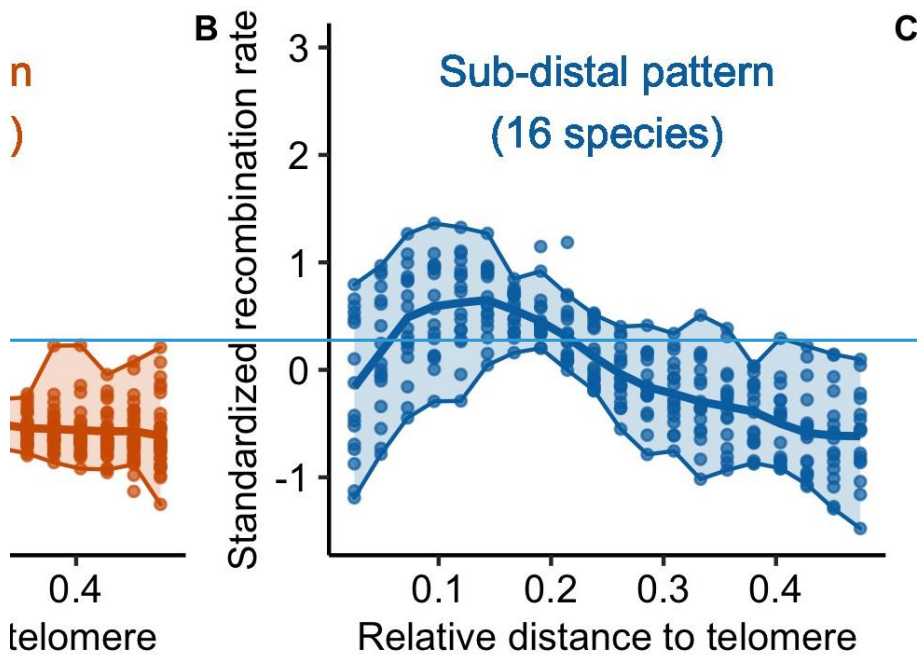 B
C
n
)
Sub-distal pattern
(16 species)
Standardized recombination rate
3
2
1
0
-1
0.4
0.1
0.2
0.3
0.4
telomere
Relative distance to telomere